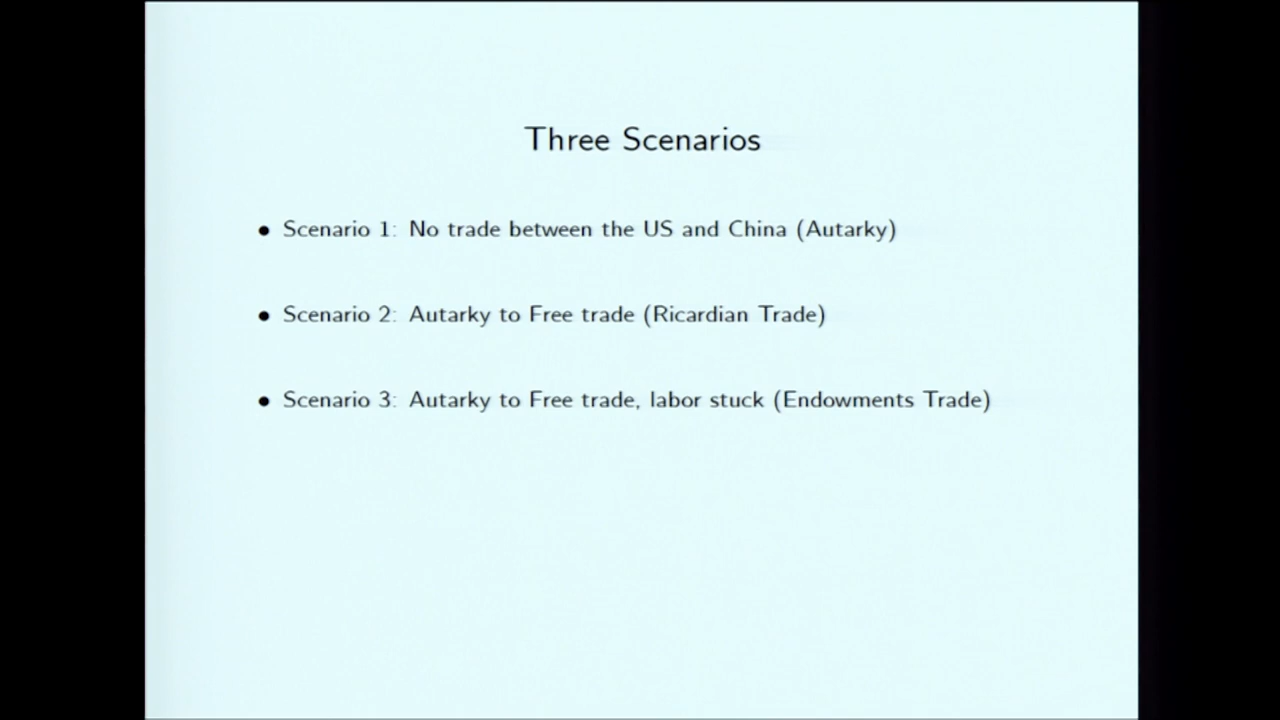 Three Scenarios
• Scenario 1: No trade between the US and China (Autarky)
• Scenario 2: Autarky to Free trade (Ricardian Trade)
• Scenario 3: Autarky to Free trade, labor stuck (Endowments Trade)